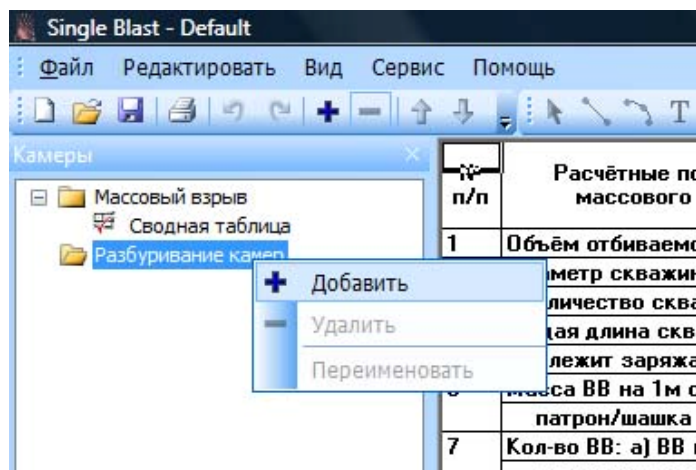 Single Blast - Default
Файл Редактировать Вид Сервис Помощь
T
Камеры
Массовый взрыв
Сводная таблица
Разбуривание камер
Добавить
Удалить
Переименовать
№
п/п
Расчётные по
массового
1 Объём отбиваемо
метр скважин
личество сква
щая длина скв
лежит заряжа
Масса ВВ на 1м с
патрон/шашка
7 Кол-во ВВ: а) ВВ